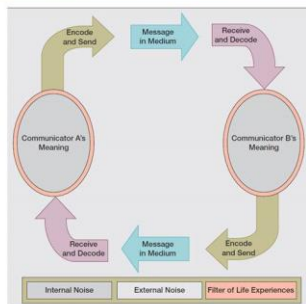 Encode
and Send
Message
in Medium
Receive
and Decode
Communicator A's
Meaning
Communicator B's
Meaning
Receive
and Decode
Message
in Medium
Encode
and Send
Internal Noise
External Noise
Filter of Life Experiences